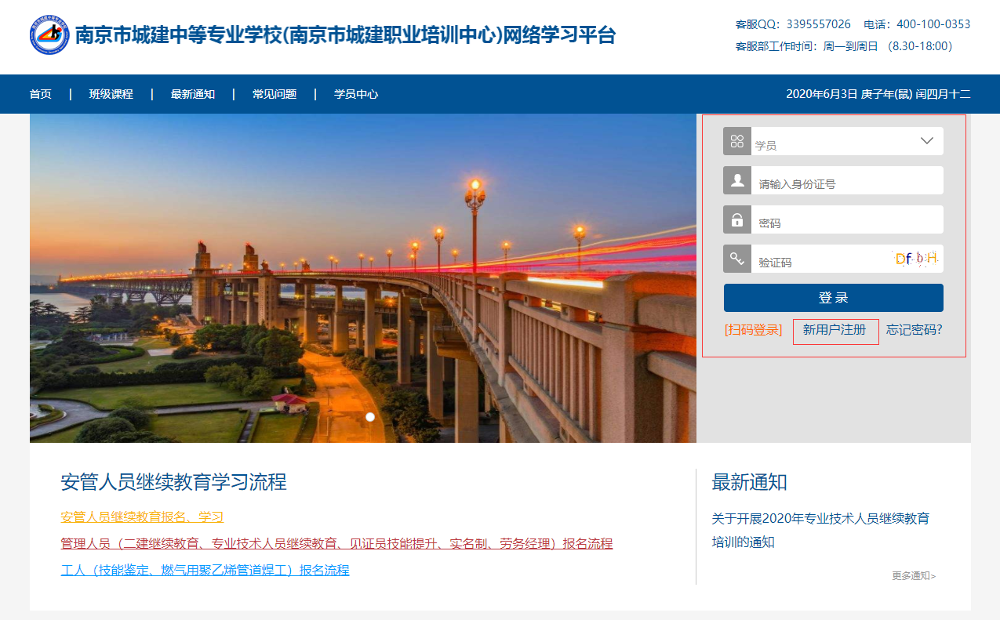 南京市城建中等专业学校(南京市城建职业培训中心)网络学习平台
客服QQ：3395557026 电话：400-100-0353
客服部工作时间：周一到周日 （8.30-18:00）
首页 | 班级课程 | 最新通知 | 常见问题 | 学员中心
2020年6月3日 庚子年(鼠) 闰四月十二
学员
请输入身份证号
密码
验证码 DfbH
登 录
[扫码登录] 新用户注册 忘记密码?
安管人员继续教育学习流程
安管人员继续教育报名、学习
管理人员（二建继续教育、专业技术人员继续教育、见证员技能提升、实名制、劳务经理）报名流程
工人（技能鉴定、燃气用聚乙烯管道焊工）报名流程
最新通知
关于开展2020年专业技术人员继续教育
培训的通知
更多通知>